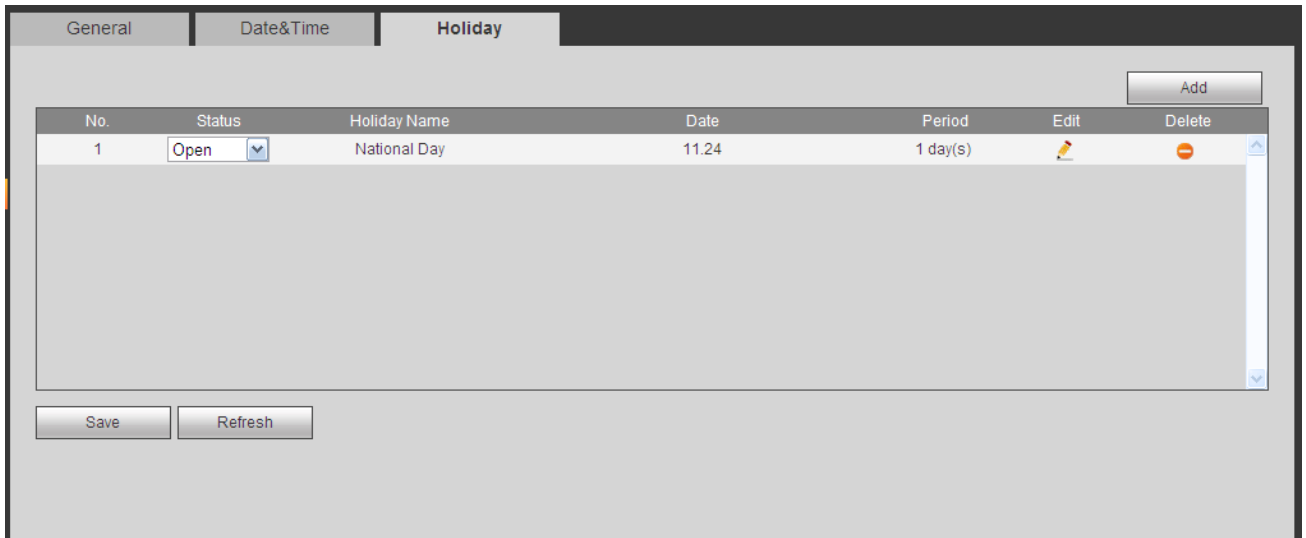 General Date&Time Holiday
Add
No. Status Holiday Name Date Period Edit Delete
1 Open National Day 11.24 1 day(s)
Save Refresh